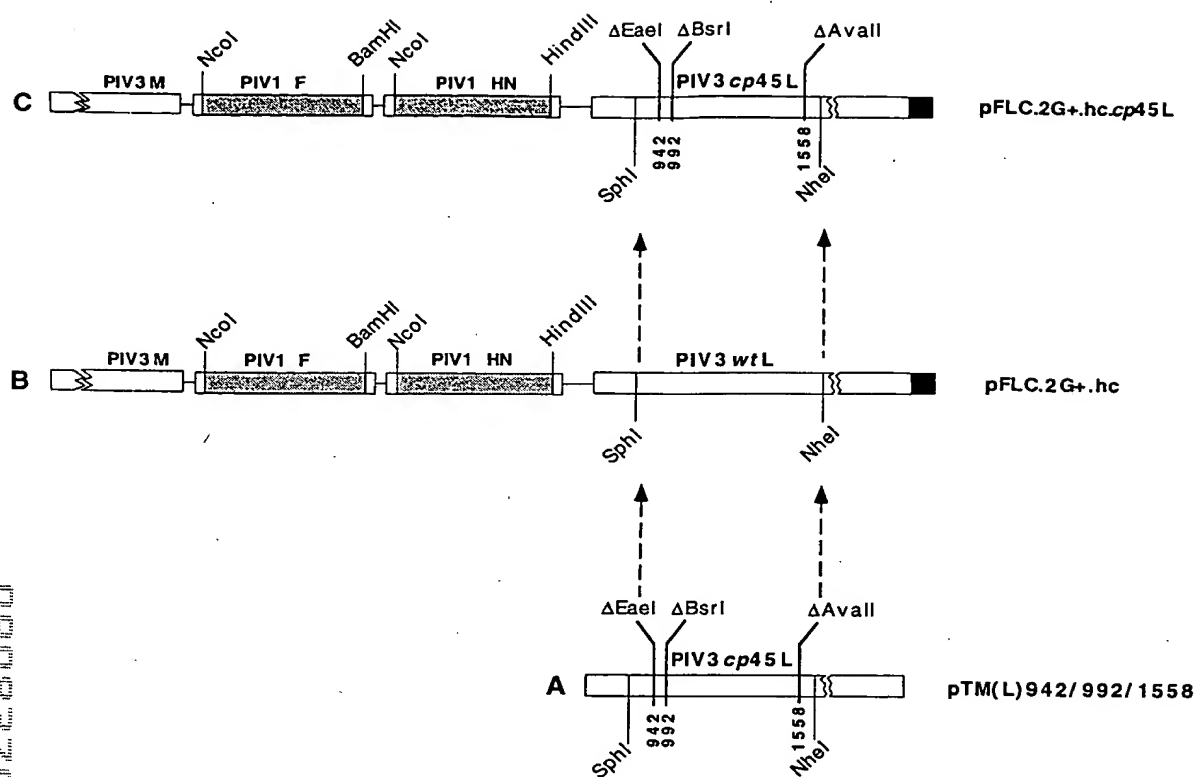 ΔEaeI ΔBsrI ΔAvaII
NcoI BamHI NcoI HindIII
C PIV3 M PIV1 F PIV1 HN PIV3 cp45 L pFLC.2G+.hc.cp45L
942 992 1558
SphI NheI
NcoI BamHI NcoI HindIII
B PIV3 M PIV1 F PIV1 HN PIV3 wt L pFLC.2G+.hc
SphI NheI
ΔEaeI ΔBsrI ΔAvaII
PIV3 cp45 L
A pTM(L)942/992/1558
942 992 1558
SphI NheI